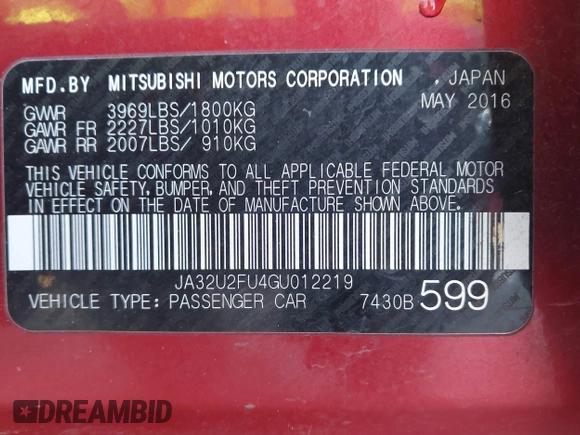 MFD.BY MITSUBISHI MOTORS CORPORATION , JAPAN
MAY 2016
GVWR 3969LBS/1800KG
GAWR FR 2227LBS/1010KG
GAWR RR 2007LBS/ 910KG
THIS VEHICLE CONFORMS TO ALL APPLICABLE FEDERAL MOTOR
VEHICLE SAFETY, BUMPER, AND THEFT PREVENTION STANDARDS
IN EFFECT ON THE DATE OF MANUFACTURE SHOWN ABOVE.
JA32U2FU4GU012219
VEHICLE TYPE: PASSENGER CAR 7430B 599
DREAMBID